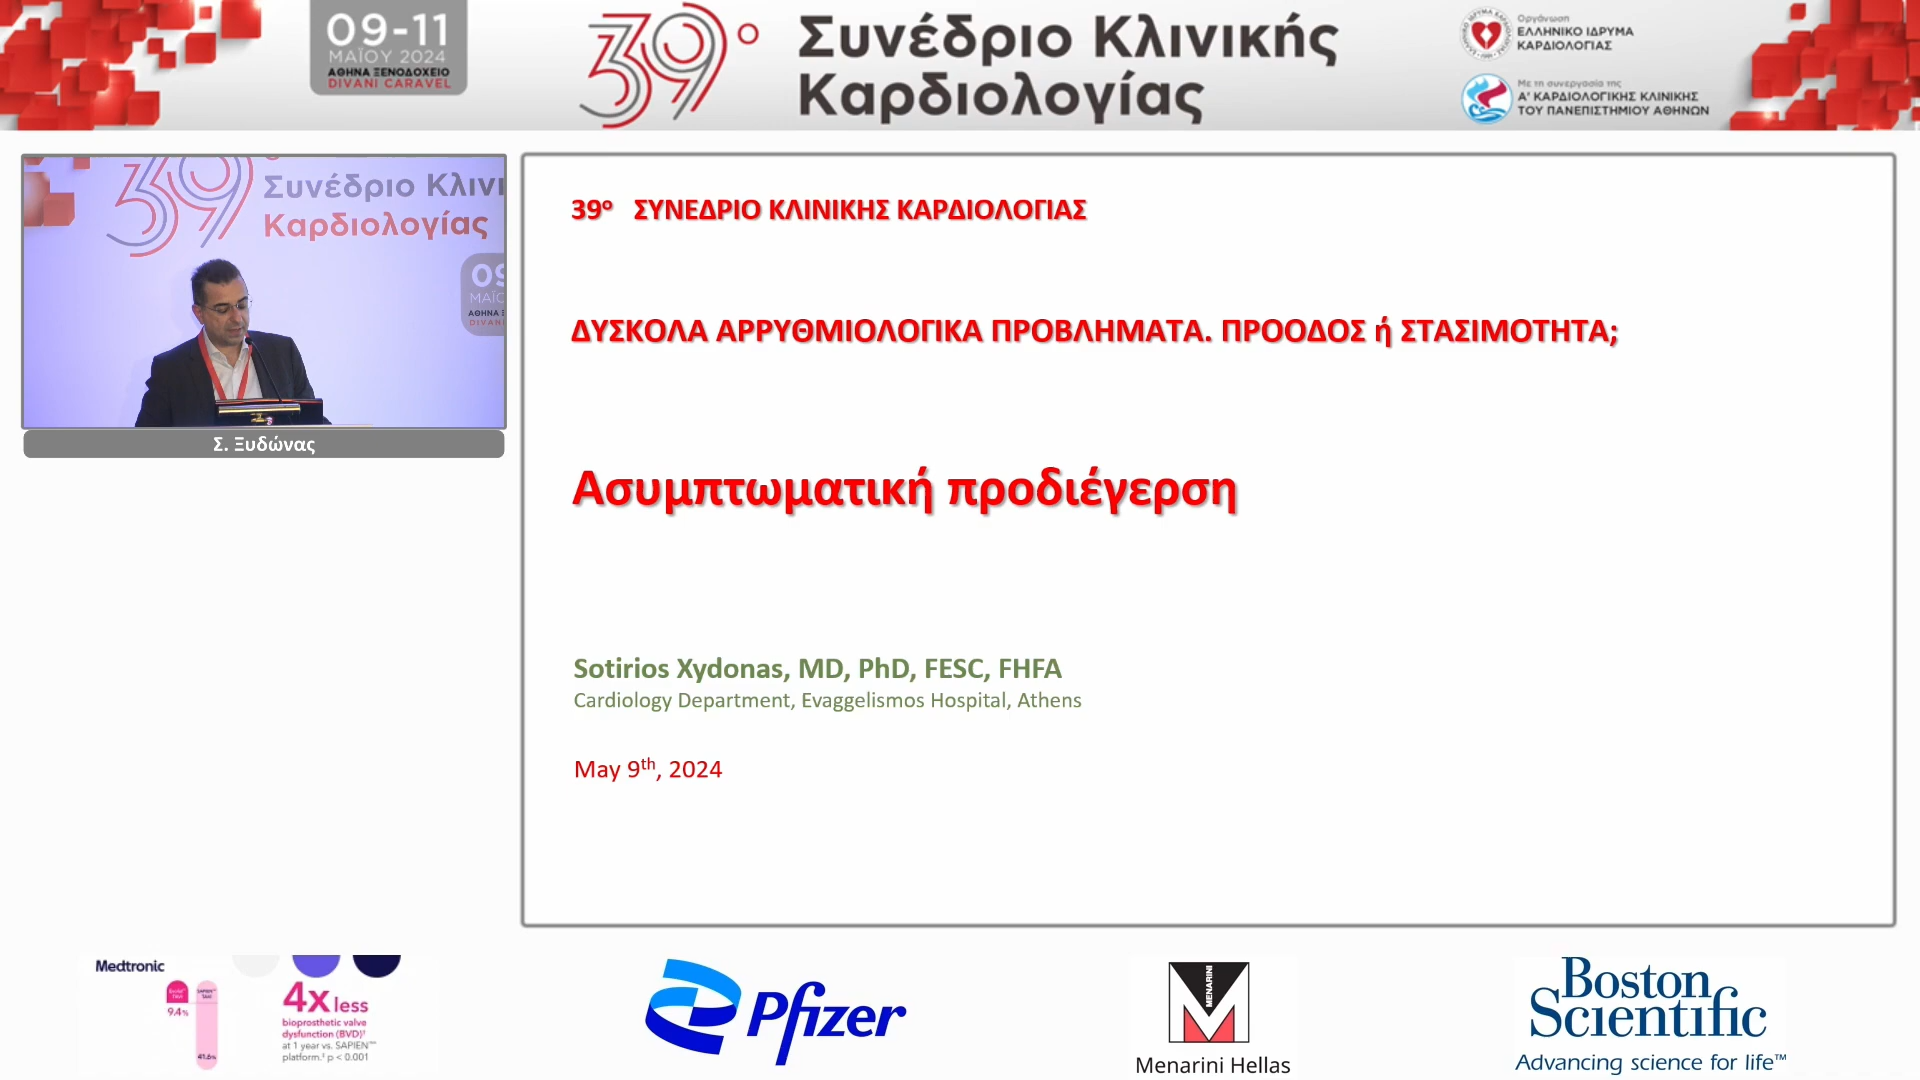 09-11
ΜΑΪΟΥ 2024
ΑΘΗΝΑ ΞΕΝΟΔΟΧΕΙΟ
DIVANI CARAVEL
39ο
Συνέδριο Κλινικής
Καρδιολογίας
Οργάνωση
ΕΛΛΗΝΙΚΟ ΙΔΡΥΜΑ
ΚΑΡΔΙΟΛΟΓΙΑΣ
Με τη συνεργασία της
Α' ΚΑΡΔΙΟΛΟΓΙΚΗΣ ΚΛΙΝΙΚΗΣ
ΤΟΥ ΠΑΝΕΠΙΣΤΗΜΙΟΥ ΑΘΗΝΩΝ
39
Συνέδριο Κλινι
Καρδιολογίας
09
ΜΑΪΟ
ΑΘΗΝΑ Ξ
DIVANI
Σ. Ξυδώνας
39ο ΣΥΝΕΔΡΙΟ ΚΛΙΝΙΚΗΣ ΚΑΡΔΙΟΛΟΓΙΑΣ
ΔΥΣΚΟΛΑ ΑΡΡΥΘΜΙΟΛΟΓΙΚΑ ΠΡΟΒΛΗΜΑΤΑ. ΠΡΟΟΔΟΣ ή ΣΤΑΣΙΜΟΤΗΤΑ;
Ασυμπτωματική προδιέγερση
Sotirios Xydonas, MD, PhD, FESC, FHFA
Cardiology Department, Evaggelismos Hospital, Athens
May 9th, 2024
Medtronic
9.4%
41.6%
4x less
bioprosthetic valve
dysfunction (BVD)†
at 1 year vs. SAPIEN™
platform.‡ p < 0.001
Pfizer
MENARINI
Menarini Hellas
Boston
Scientific
Advancing science for life™